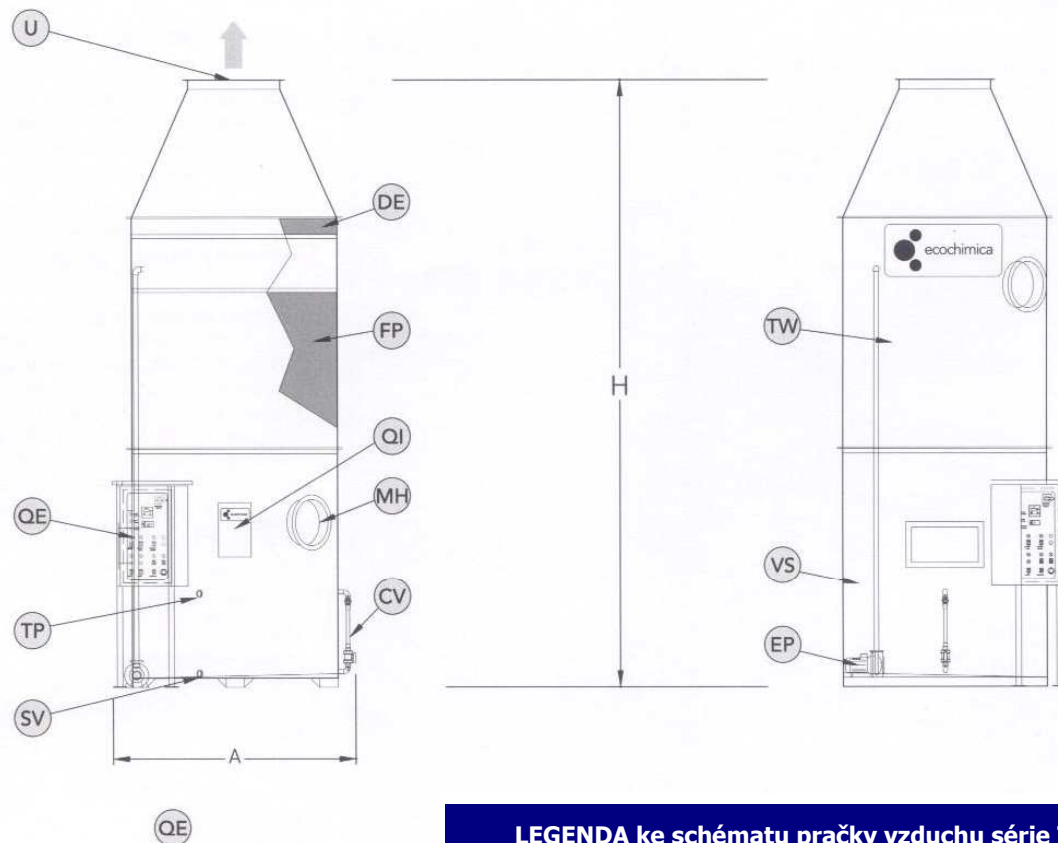 U
DE
FP
QI
MH
QE
CV
TP
SV
A
H
ecochimica
TW
VS
EP
QE
LEGENDA ke schématu pračky vzduchu série